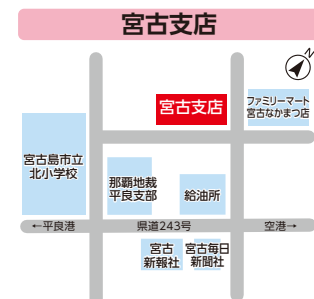 宮古支店
N
宮古支店
ファミリーマート
宮古なかまつ店
宮古島市立
北小学校
那覇地裁
平良支部
給油所
←平良港
県道243号
空港→
宮古
新報社
宮古毎日
新聞社